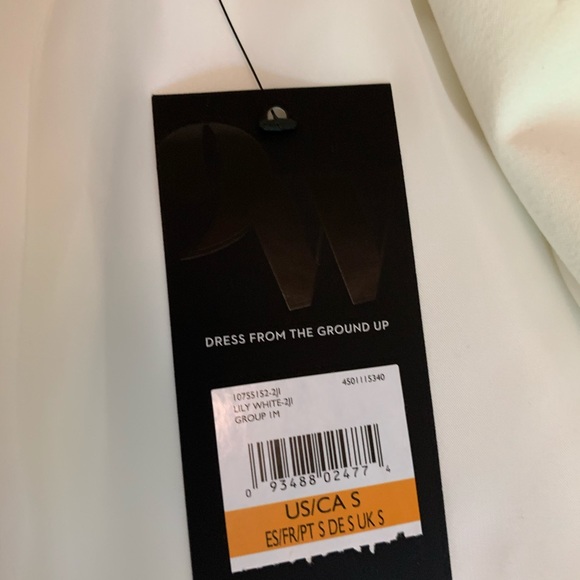 9W
DRESS FROM THE GROUND UP
10755152-2JI 4501115340
LILY WHITE-2JI
GROUP 1M
0 93488 02477 4
US/CA S
ES/FR/PT S DE S UK S